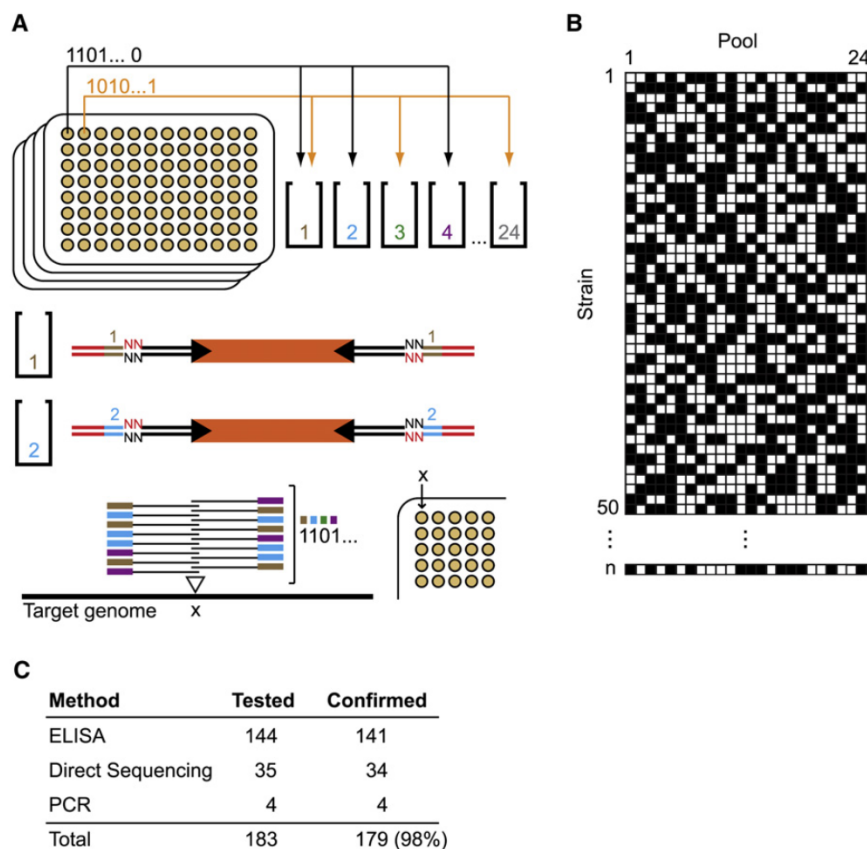 A
1101... 0
1010...1
1 2 3 4 ... 24
1 NN NN 1
NN NN
1
2 NN NN 2
NN NN
2
1101...
x
Target genome x
B
Pool
1 24
1
Strain
50
⋮ ⋮
n
C
Method Tested Confirmed
ELISA 144 141
Direct Sequencing 35 34
PCR 4 4
Total 183 179 (98%)